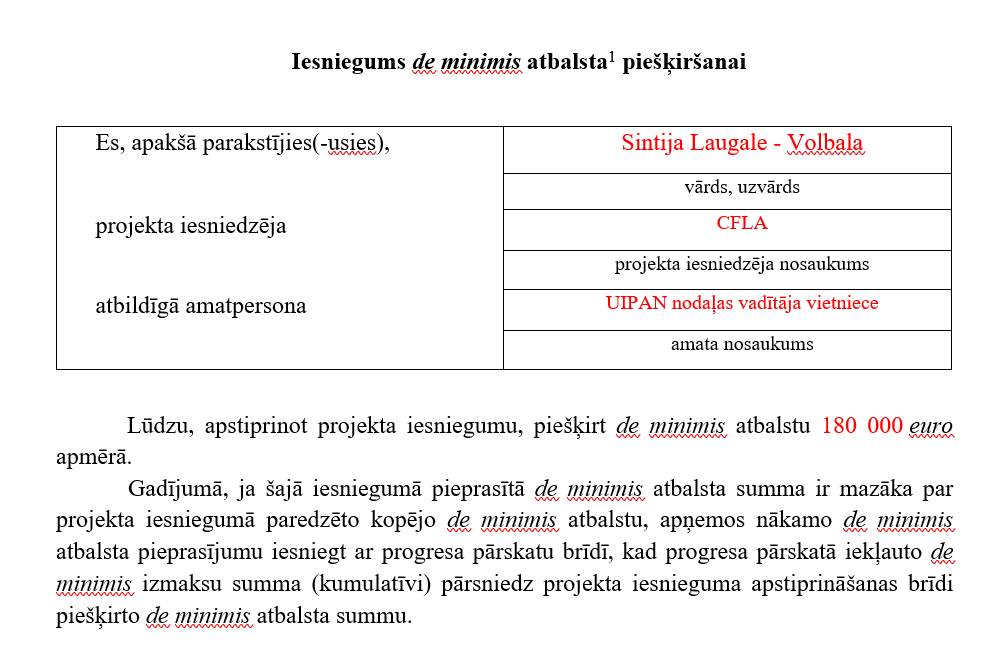 Iesniegums de minimis atbalsta¹ piešķiršanai
Es, apakšā parakstījies(-usies),
Sintija Laugale - Volbala
vārds, uzvārds
projekta iesniedzēja
CFLA
projekta iesniedzēja nosaukums
atbildīgā amatpersona
UIPAN nodaļas vadītāja vietniece
amata nosaukums
Lūdzu, apstiprinot projekta iesniegumu, piešķirt de minimis atbalstu 180 000 euro
apmērā.
Gadījumā, ja šajā iesniegumā pieprasītā de minimis atbalsta summa ir mazāka par
projekta iesniegumā paredzēto kopējo de minimis atbalstu, apņemos nākamo de minimis
atbalsta pieprasījumu iesniegt ar progresa pārskatu brīdī, kad progresa pārskatā iekļauto de
minimis izmaksu summa (kumulatīvi) pārsniedz projekta iesnieguma apstiprināšanas brīdi
piešķirto de minimis atbalsta summu.